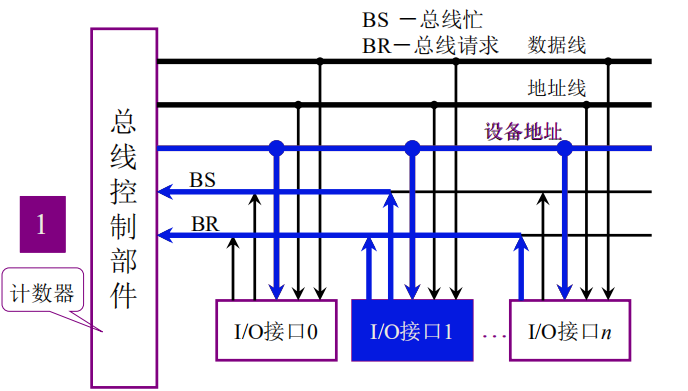 BS －总线忙
BR－总线请求
数据线
地址线
设备地址
BS
BR
总线控制部件
1
计数器
I/O接口0
I/O接口1
…
I/O接口n